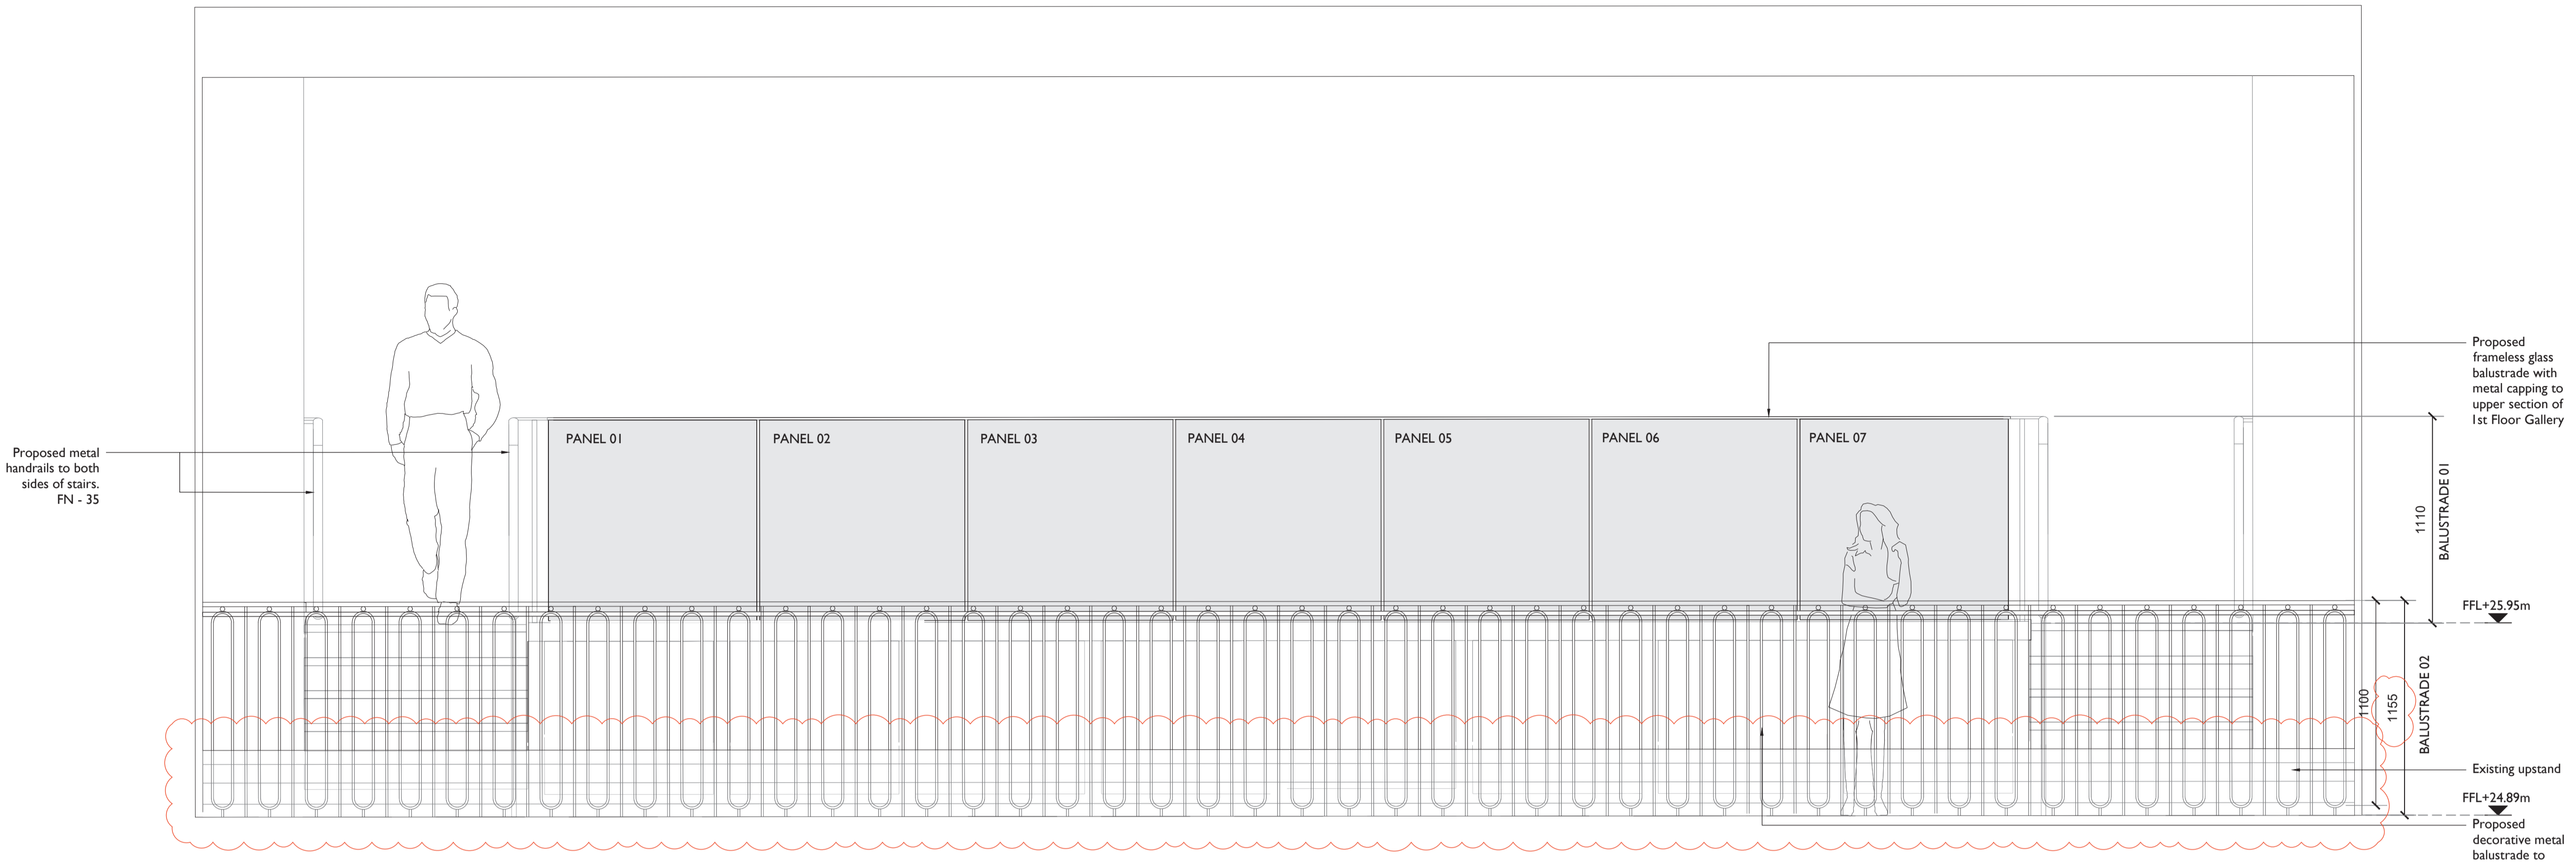 Proposed metal
handrails to both
sides of stairs.
FN - 35
PANEL 01
PANEL 02
PANEL 03
PANEL 04
PANEL 05
PANEL 06
PANEL 07
Proposed
frameless glass
balustrade with
metal capping to
upper section of
1st Floor Gallery
1110
BALUSTRADE 01
FFL+25.95m
1100
1155
BALUSTRADE 02
Existing upstand
FFL+24.89m
Proposed
decorative metal
balustrade to